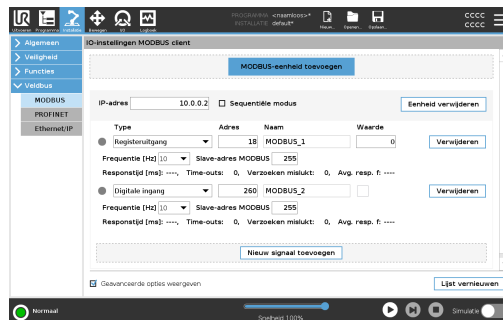 PROGRAMMA <naamloos>*
INSTALLATIE default*
Uitvoeren Programma Installatie Bewegen I/O Logboek Nieuw... Openen... Opslaan...
CCCC
CCCC
Algemeen
Veiligheid
Functies
Veldbus
MODBUS
PROFINET
Ethernet/IP
IO-instellingen MODBUS client
MODBUS-eenheid toevoegen
IP-adres 10.0.0.2 Sequentiële modus Eenheid verwijderen
Type Adres Naam Waarde
Registeruitgang 18 MODBUS_1 0 Verwijderen
Frequentie [Hz] 10 Slave-adres MODBUS 255
Responstijd [ms]: ----, Time-outs: 0, Verzoeken mislukt: 0, Avg. resp. f: ----
Digitale ingang 260 MODBUS_2 Verwijderen
Frequentie [Hz] 10 Slave-adres MODBUS 255
Responstijd [ms]: ----, Time-outs: 0, Verzoeken mislukt: 0, Avg. resp. f: ----
Nieuw signaal toevoegen
Geavanceerde opties weergeven Lijst vernieuwen
Normaal Snelheid 100% Simulatie